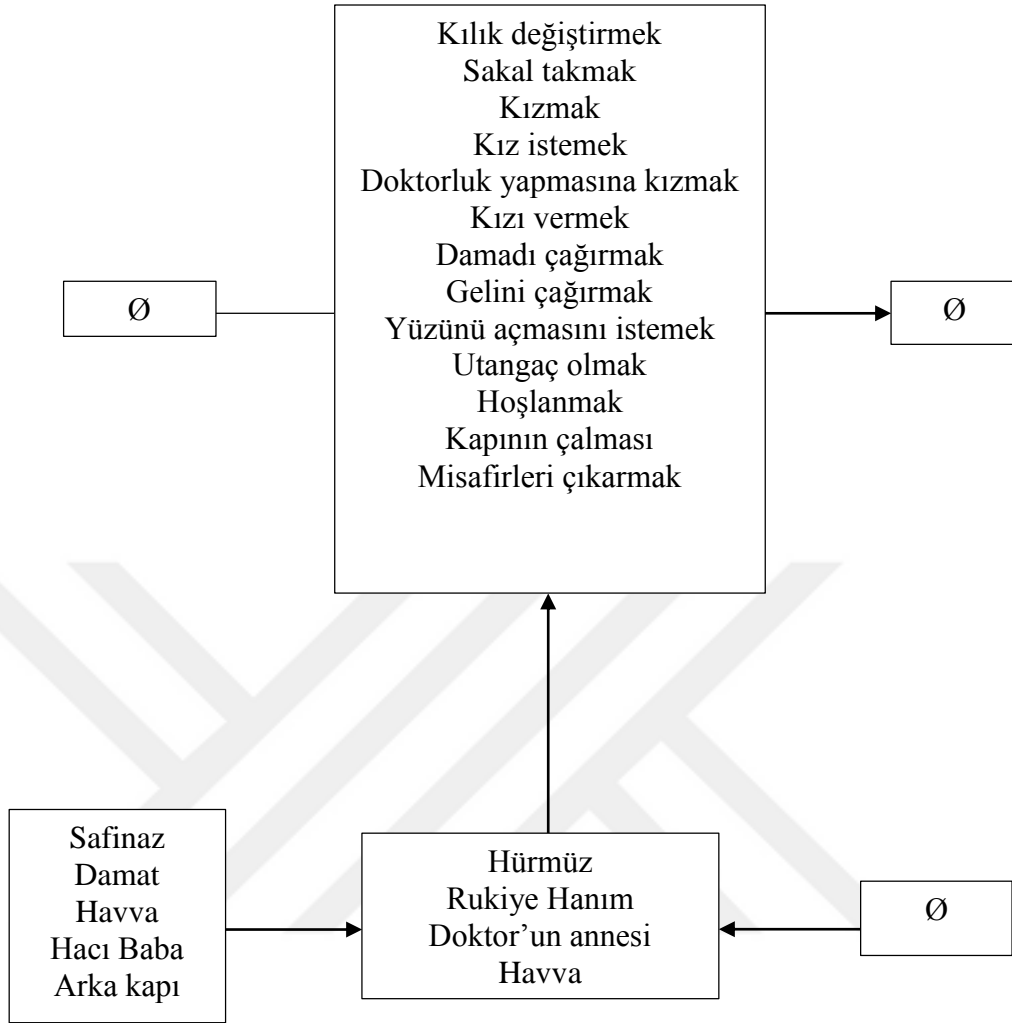 Kılık değiştirmek
Sakal takmak
Kızmak
Kız istemek
Doktorluk yapmasına kızmak
Kızı vermek
Damadı çağırmak
Gelini çağırmak
Yüzünü açmasını istemek
Utangaç olmak
Hoşlanmak
Kapının çalması
Misafirleri çıkarmak
Ø
Ø
Safinaz
Damat
Havva
Hacı Baba
Arka kapı
Hürmüz
Rukiye Hanım
Doktor’un annesi
Havva
Ø